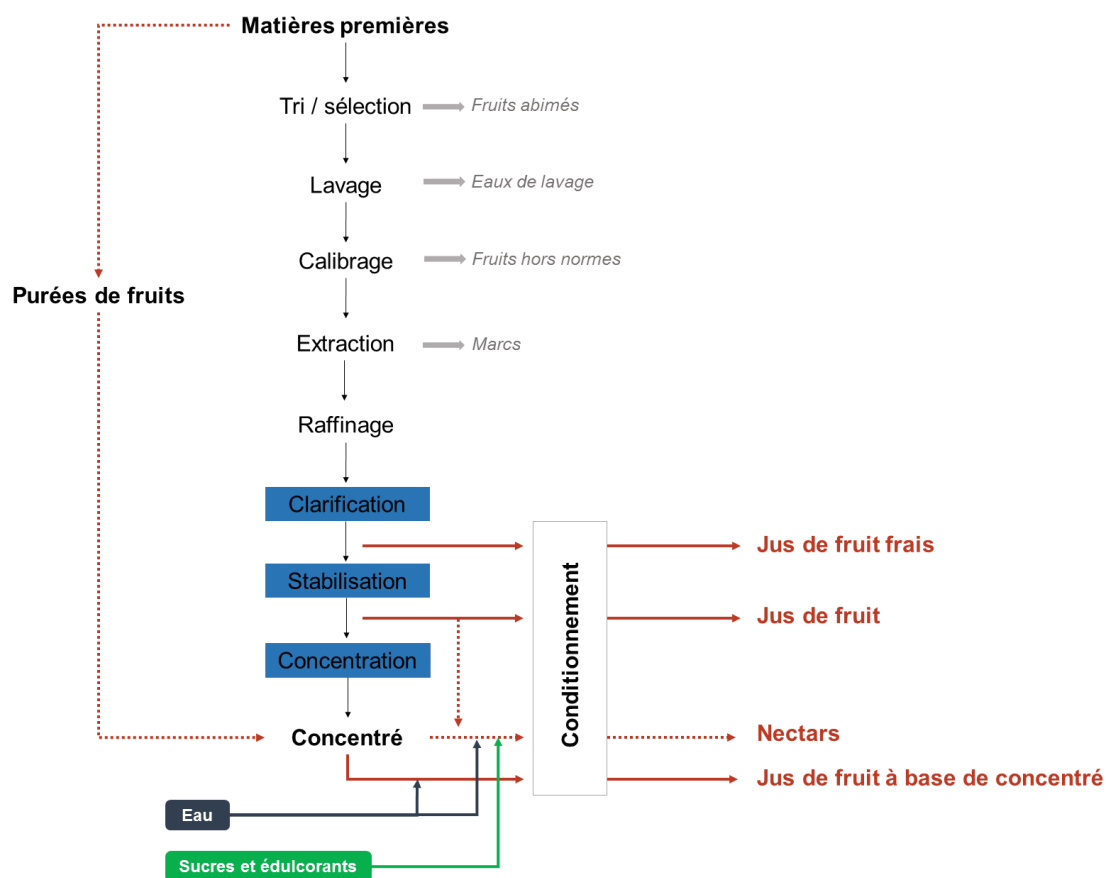 Matières premières
Tri / sélection
Fruits abimés
Lavage
Eaux de lavage
Calibrage
Fruits hors normes
Purées de fruits
Extraction
Marcs
Raffinage
Clarification
Jus de fruit frais
Stabilisation
Jus de fruit
Concentration
Conditionnement
Concentré
Nectars
Jus de fruit à base de concentré
Eau
Sucres et édulcorants